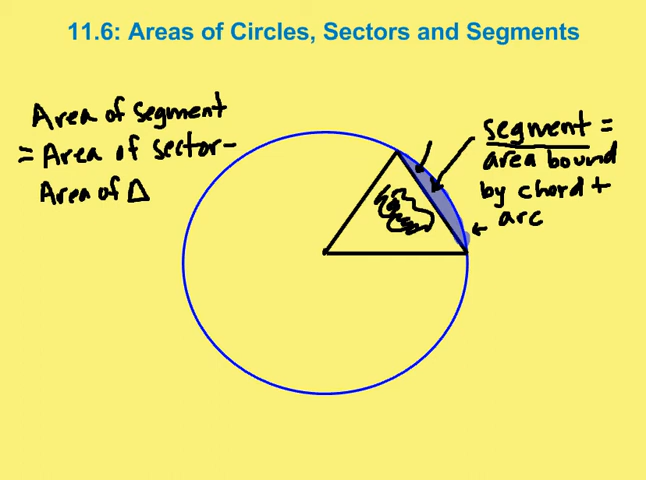 11.6: Areas of Circles, Sectors and Segments
Area of segment
= Area of sector-
Area of Δ
segment =
area bound
by chord +
arc